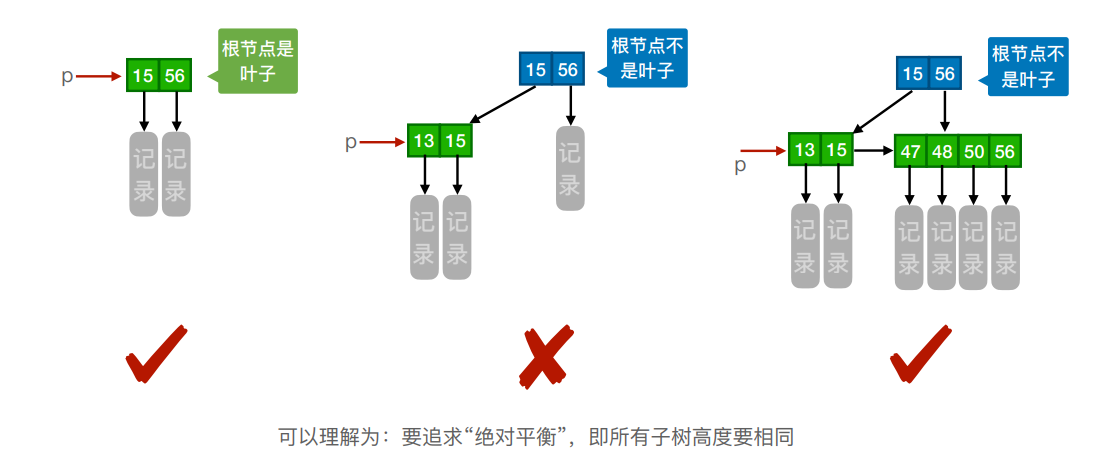 根节点是
叶子
p
15 56
记录 记录
根节点不
是叶子
15 56
p
13 15
记录
记录 记录
根节点不
是叶子
15 56
p
13 15
47 48 50 56
记录 记录
记录 记录 记录 记录
可以理解为：要追求“绝对平衡”，即所有子树高度要相同